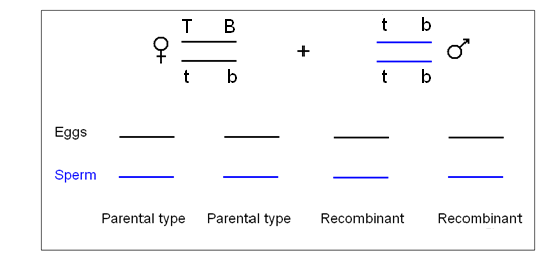 T B t b
♀ + ♂
t b t b
Eggs
Sperm
Parental type Parental type Recombinant Recombinant